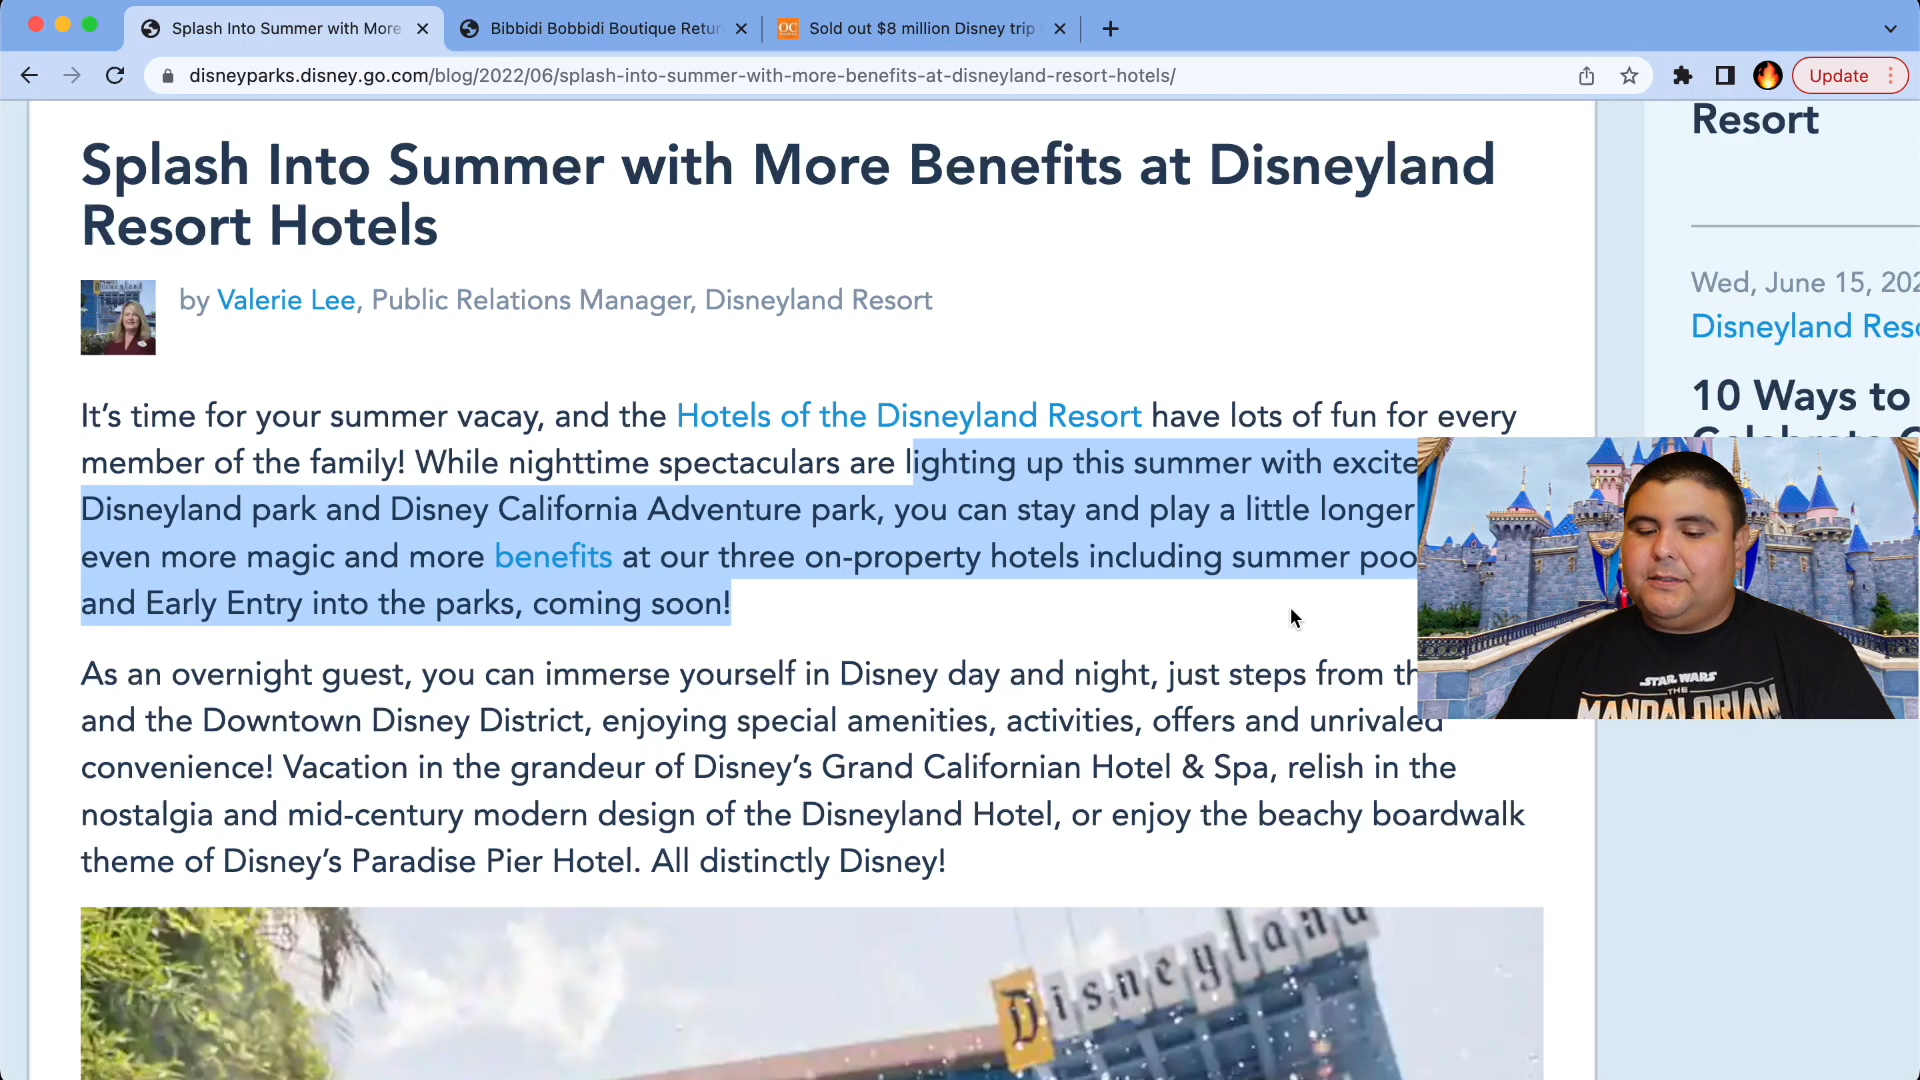 Splash Into Summer with More
Bibbidi Bobbidi Boutique Retur
OC
Sold out $8 million Disney trip
disneyparks.disney.go.com/blog/2022/06/splash-into-summer-with-more-benefits-at-disneyland-resort-hotels/
Update
Splash Into Summer with More Benefits at Disneyland
Resort Hotels
by Valerie Lee, Public Relations Manager, Disneyland Resort
It’s time for your summer vacay, and the Hotels of the Disneyland Resort have lots of fun for every
member of the family! While nighttime spectaculars are lighting up this summer with excite
Disneyland park and Disney California Adventure park, you can stay and play a little longer
even more magic and more benefits at our three on-property hotels including summer poo
and Early Entry into the parks, coming soon!
As an overnight guest, you can immerse yourself in Disney day and night, just steps from th
and the Downtown Disney District, enjoying special amenities, activities, offers and unrivaled
convenience! Vacation in the grandeur of Disney’s Grand Californian Hotel & Spa, relish in the
nostalgia and mid-century modern design of the Disneyland Hotel, or enjoy the beachy boardwalk
theme of Disney’s Paradise Pier Hotel. All distinctly Disney!
Disneyland
Resort
Wed, June 15, 202
Disneyland Reso
10 Ways to
STAR WARS
THE
MANDALORIAN